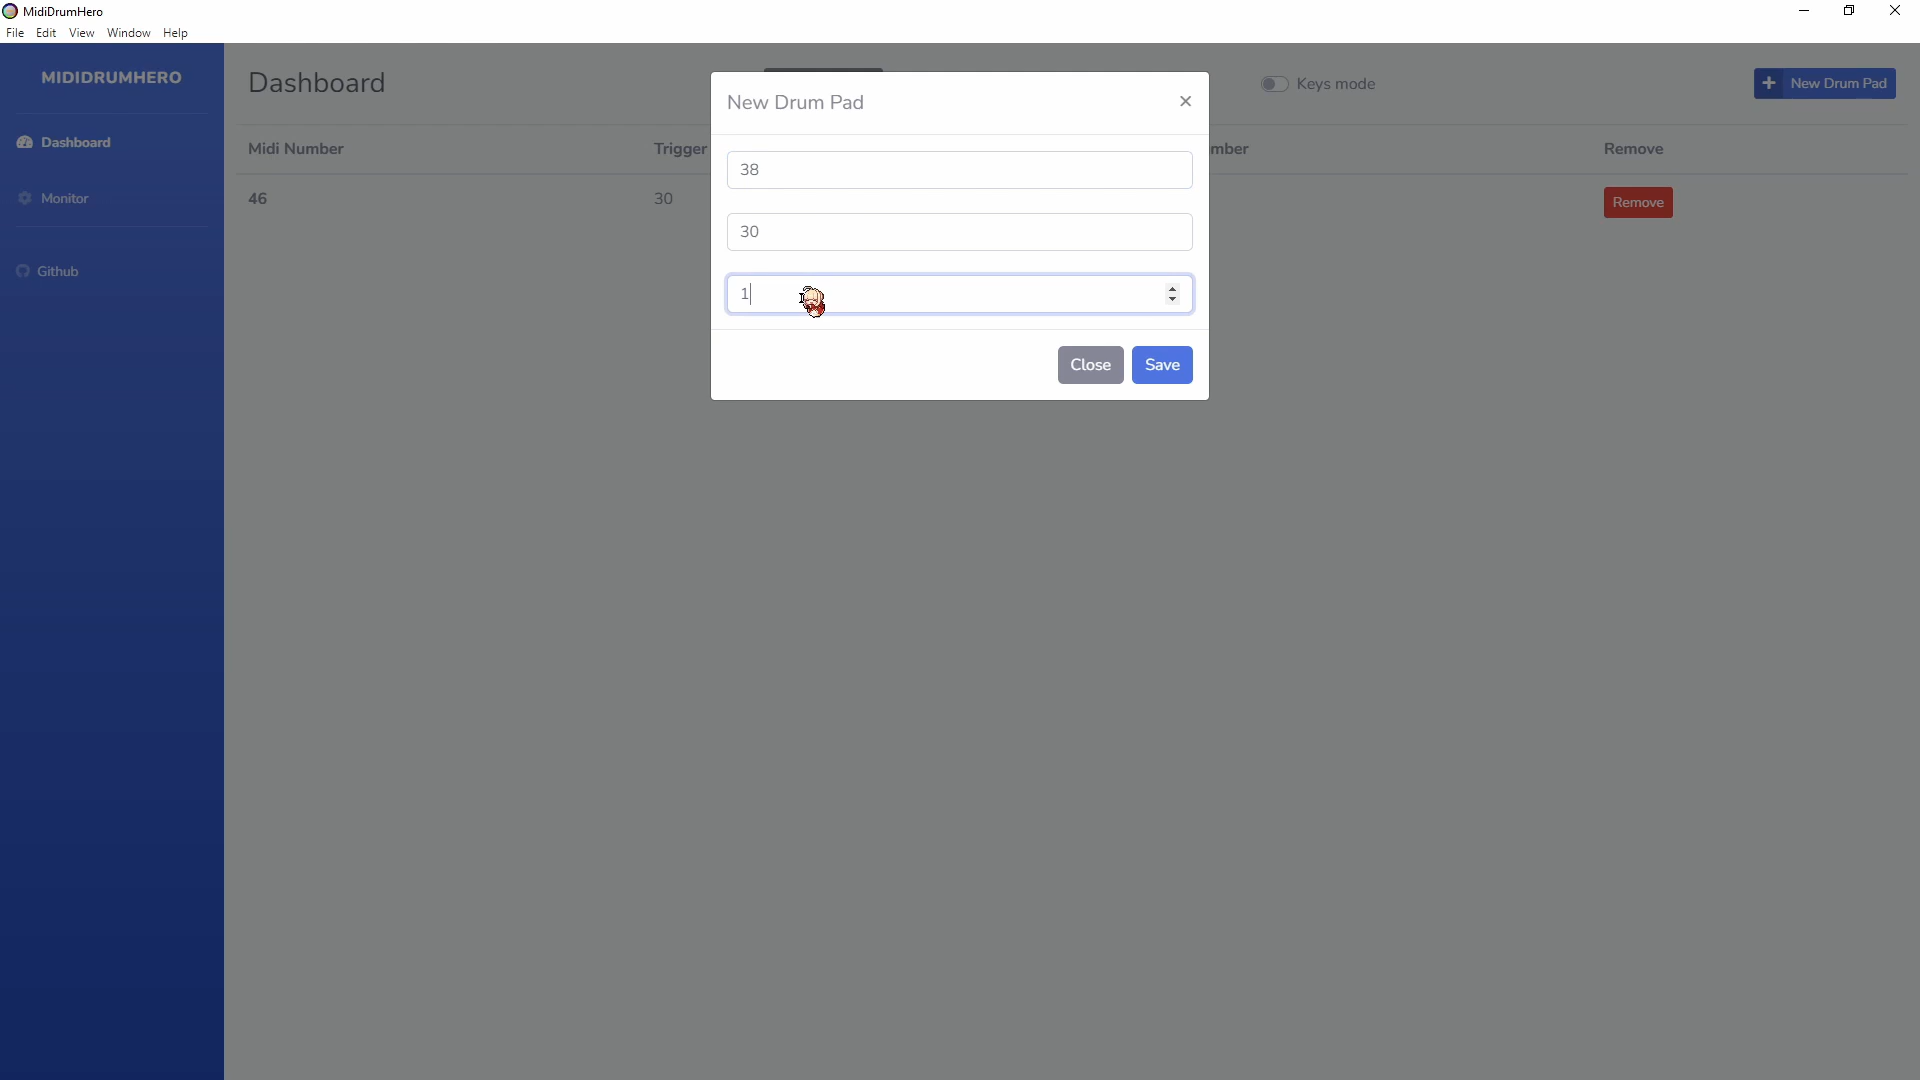 MidiDrumHero
File Edit View Window Help
MIDIDRUMHERO
Dashboard
Monitor
Github
Dashboard
Keys mode
New Drum Pad
Midi Number Trigger mber Remove
46 30 Remove
New Drum Pad
38
30
1
Close Save